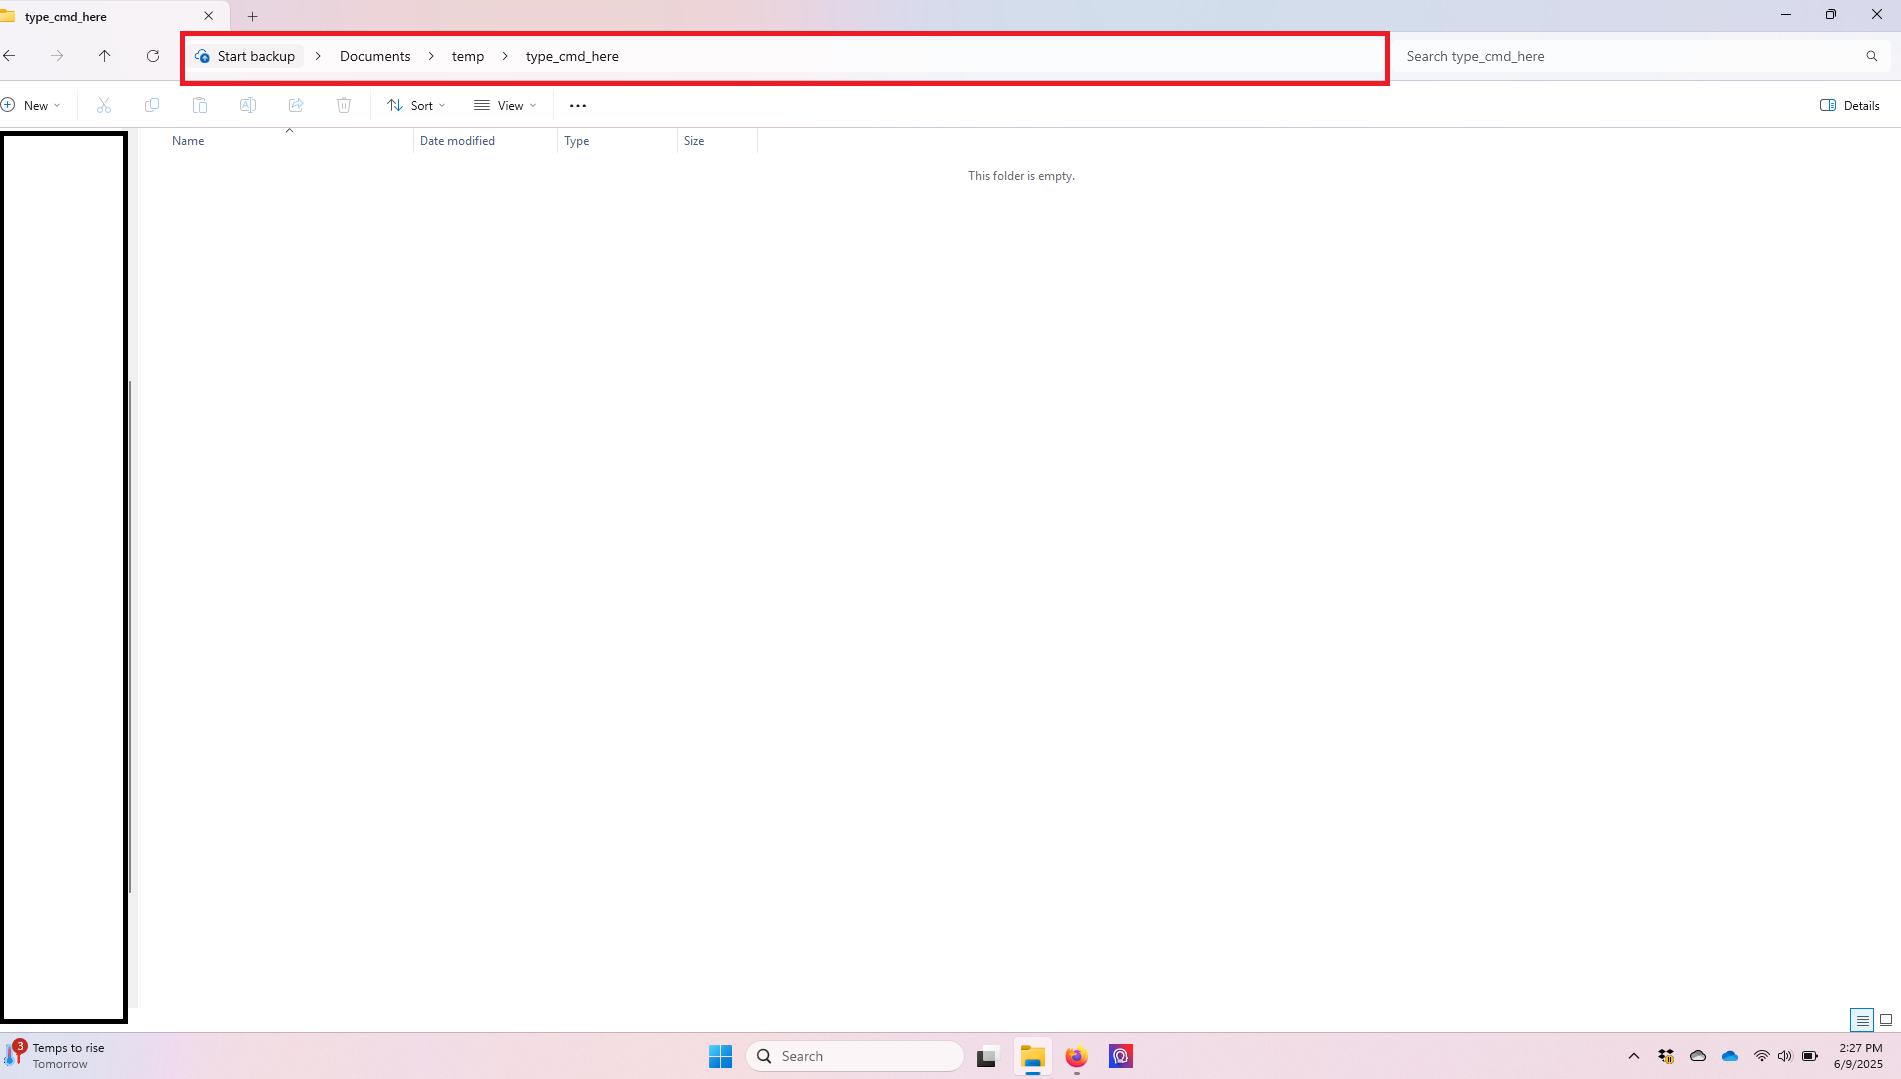 type_cmd_here
Start backup > Documents > temp > type_cmd_here
Search type_cmd_here
New
Sort
View
Details
Name
Date modified
Type
Size
This folder is empty.
3
Temps to rise
Tomorrow
Search
2:27 PM
6/9/2025